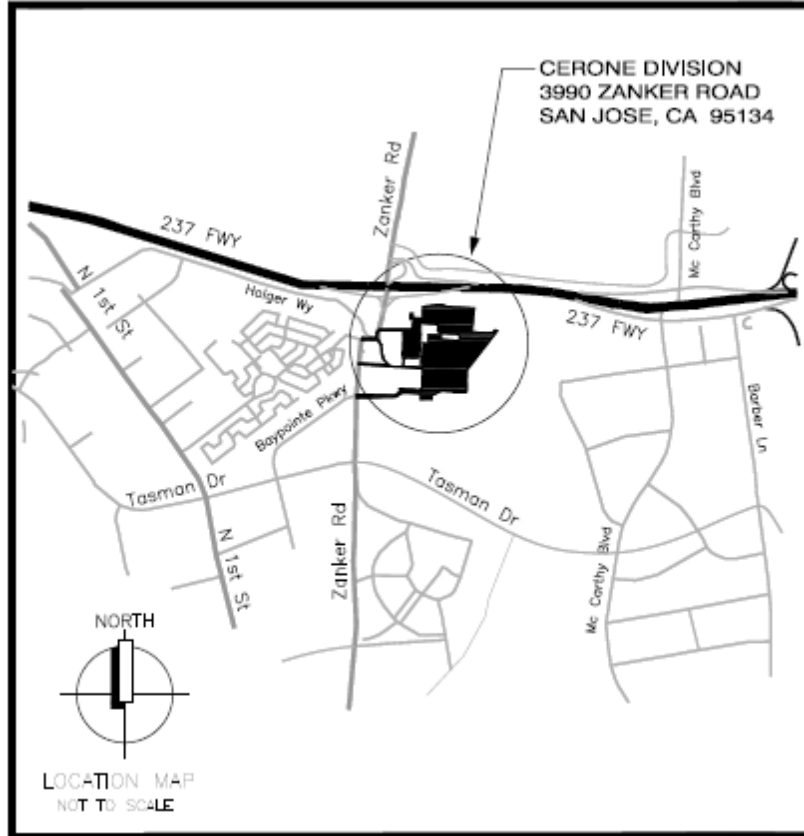 CERONE DIVISION
3990 ZANKER ROAD
SAN JOSE, CA 95134
Zanker Rd
Mc Carthy Blvd
237 FWY
N 1st St
Holger Wy
237 FWY
Baypointe Pkwy
Barber Ln
Tasman Dr
Tasman Dr
N 1st St
Zanker Rd
Mc Carthy Blvd
NORTH
LOCATION MAP
NOT TO SCALE